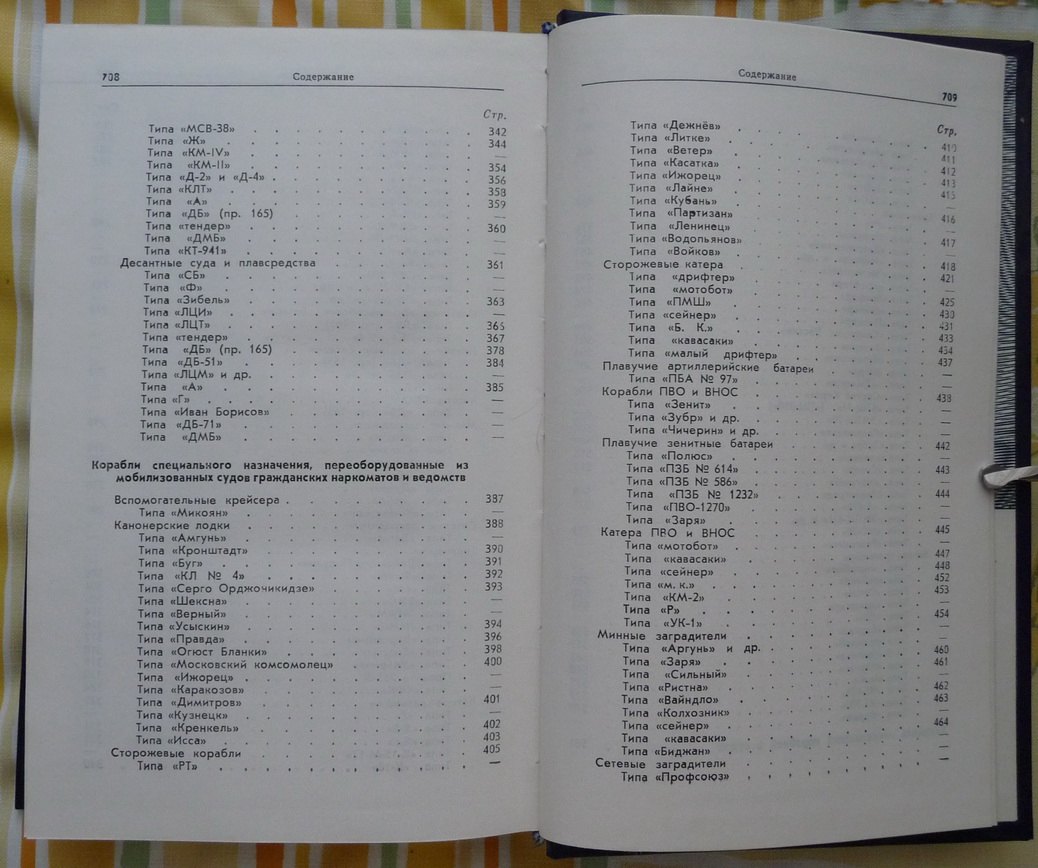 708 Содержание
Стр.
Типа «МСВ-38» 342
Типа «Ж» 344
Типа «КМ-IV» —
Типа «КМ-II» 354
Типа «Д-2» и «Д-4» 356
Типа «КЛТ» 358
Типа «А» 359
Типа «ДБ» (пр. 165) —
Типа «тендер» 360
Типа «ДМБ» —
Типа «КТ-941» —
Десантные суда и плавсредства 361
Типа «СБ» —
Типа «Ф» —
Типа «Зибель» 363
Типа «ЛЦИ» —
Типа «ЛЦТ» 365
Типа «тендер» 367
Типа «ДБ» (пр. 165) 378
Типа «ДБ-51» 384
Типа «ЛЦМ» и др. —
Типа «А» 385
Типа «Г» —
Типа «Иван Борисов» —
Типа «ДБ-71» —
Типа «ДМБ» —
Корабли специального назначения, переоборудованные из
мобилизованных судов гражданских наркоматов и ведомств
Вспомогательные крейсера 387
Типа «Микоян» —
Канонерские лодки 388
Типа «Амгунь» —
Типа «Кронштадт» 390
Типа «Буг» 391
Типа «КЛ № 4» 392
Типа «Серго Орджочикидзе» 393
Типа «Шексна» —
Типа «Верный» —
Типа «Усыскин» 394
Типа «Правда» 396
Типа «Огюст Бланки» 398
Типа «Московский комсомолец» 400
Типа «Ижорец» —
Типа «Каракозов» —
Типа «Димитров» 401
Типа «Кузнецк» —
Типа «Кренкель» 402
Типа «Исса» 403
Сторожевые корабли 405
Типа «РТ» —
Содержание 709
Стр.
Типа «Дежнёв» —
Типа «Литке» 410
Типа «Ветер» 411
Типа «Касатка» 412
Типа «Ижорец» 413
Типа «Лайне» 415
Типа «Кубань» —
Типа «Партизан» 416
Типа «Ленинец» —
Типа «Водопьянов» 417
Типа «Войков» —
Сторожевые катера 418
Типа «дрифтер» 421
Типа «мотобот» —
Типа «ПМШ» 425
Типа «сейнер» 430
Типа «Б. К.» 431
Типа «кавасаки» 433
Типа «малый дрифтер» 434
Плавучие артиллерийские батареи 437
Типа «ПБА № 97» —
Корабли ПВО и ВНОС 438
Типа «Зенит» —
Типа «Зубр» и др. —
Типа «Чичерин» и др. —
Плавучие зенитные батареи 442
Типа «Полюс» —
Типа «ПЗБ № 614» 443
Типа «ПЗБ № 586» —
Типа «ПЗБ № 1232» 444
Типа «ПВО-1270» —
Типа «Заря» —
Катера ПВО и ВНОС 445
Типа «мотобот» —
Типа «кавасаки» 447
Типа «сейнер» 448
Типа «м. к.» 452
Типа «КМ-2» 453
Типа «Р» —
Типа «УК-1» 454
Минные заградители —
Типа «Аргунь» и др. —
Типа «Заря» 460
Типа «Сильный» 461
Типа «Ристна» —
Типа «Вайндло» 462
Типа «Колхозник» 463
Типа «сейнер» —
Типа «кавасаки» 464
Типа «Биджан» —
Сетевые заградители —
Типа «Профсоюз» —